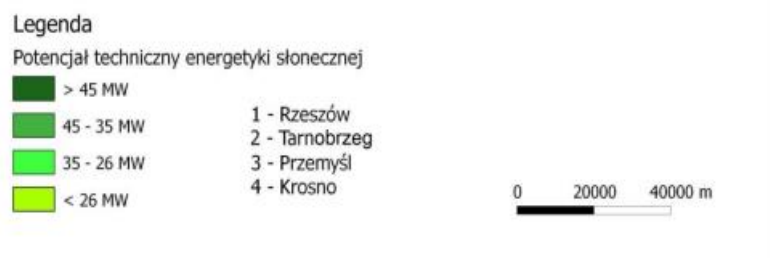 Legenda
Potencjał techniczny energetyki słonecznej
> 45 MW
45 - 35 MW
35 - 26 MW
< 26 MW
1 - Rzeszów
2 - Tarnobrzeg
3 - Przemyśl
4 - Krosno
0 20000 40000 m